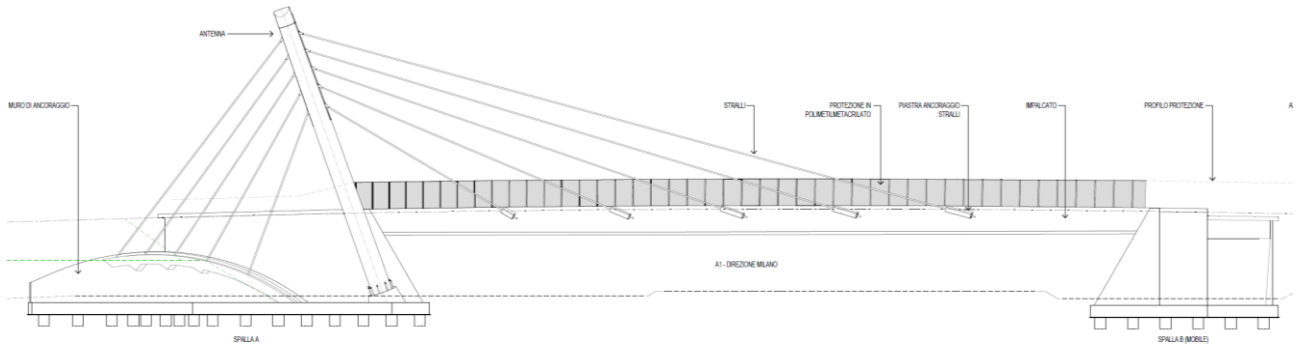 ANTENNA
MURO DI ANCORAGGIO
STRALLI
PROTEZIONE IN
POLIMETILMETACRILATO
PIASTRA ANCORAGGIO
STRALLI
IMPALCATO
PROFILO PROTEZIONE
A1 - DIREZIONE MILANO
SPALLA A
SPALLA B (MOBILE)